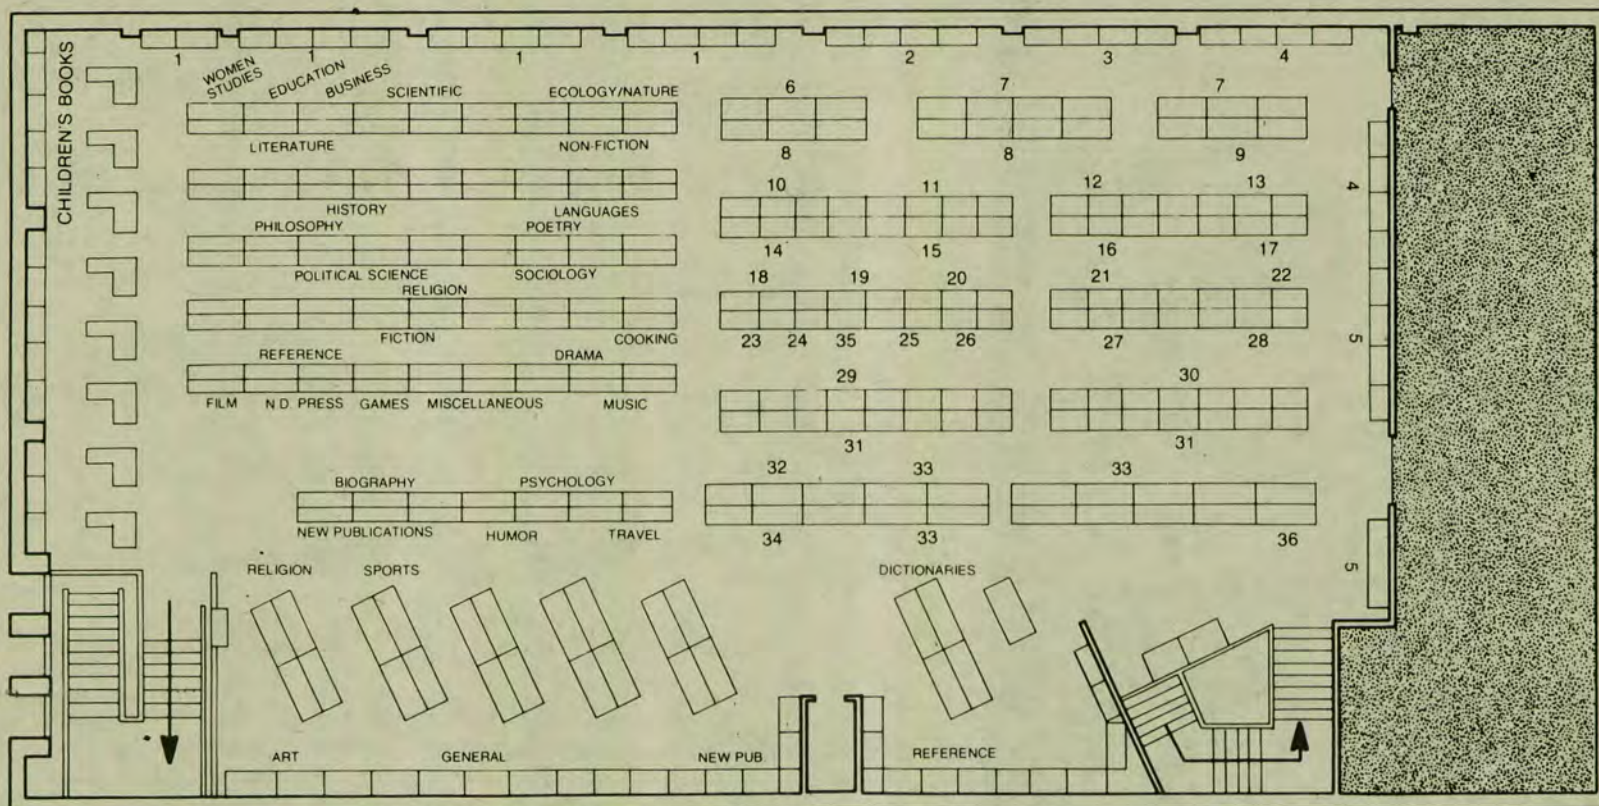 CHILDREN'S BOOKS
1 1 1 1 2 3 4
WOMEN STUDIES
EDUCATION
BUSINESS
SCIENTIFIC
ECOLOGY/NATURE
6 7 7
LITERATURE
NON-FICTION
8 8 9
10 11 12 13
4
HISTORY
LANGUAGES
PHILOSOPHY
POETRY
14 15 16 17
POLITICAL SCIENCE
SOCIOLOGY
RELIGION
18 19 20 21 22
FICTION
COOKING
23 24 35 25 26 27 28
5
REFERENCE
DRAMA
29 30
FILM
N.D. PRESS
GAMES
MISCELLANEOUS
MUSIC
31 31
BIOGRAPHY
PSYCHOLOGY
32 33 33
NEW PUBLICATIONS
HUMOR
TRAVEL
34 33 36
RELIGION
SPORTS
DICTIONARIES
5
ART
GENERAL
NEW PUB.
REFERENCE